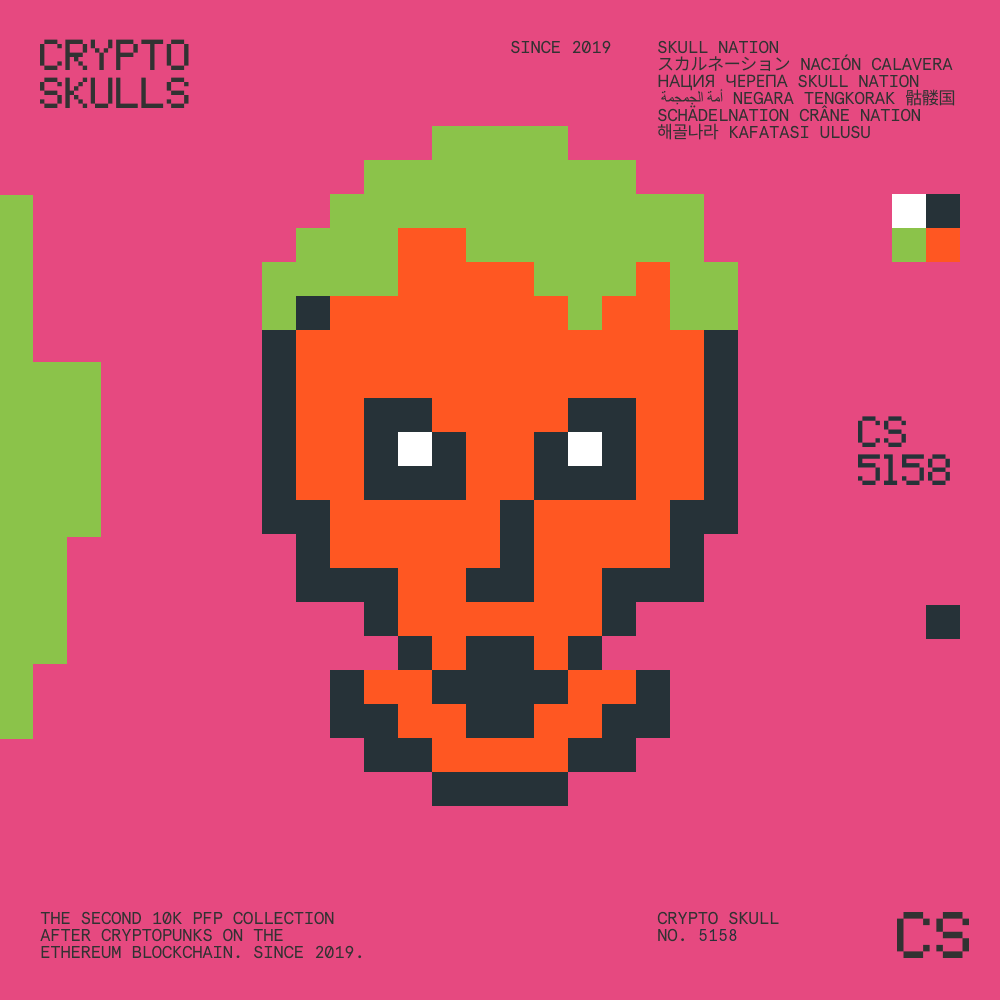 CRYPTO
SKULLS
SINCE 2019
SKULL NATION
スカルネーション NACIÓN CALAVERA
НАЦИЯ ЧЕРЕПА SKULL NATION
أمة الجمجمة NEGARA TENGKORAK 骷髅国
SCHÄDELNATION CRÂNE NATION
해골나라 KAFATASI ULUSU
CS
5158
THE SECOND 10K PFP COLLECTION
AFTER CRYPTOPUNKS ON THE
ETHEREUM BLOCKCHAIN. SINCE 2019.
CRYPTO SKULL
NO. 5158
CS